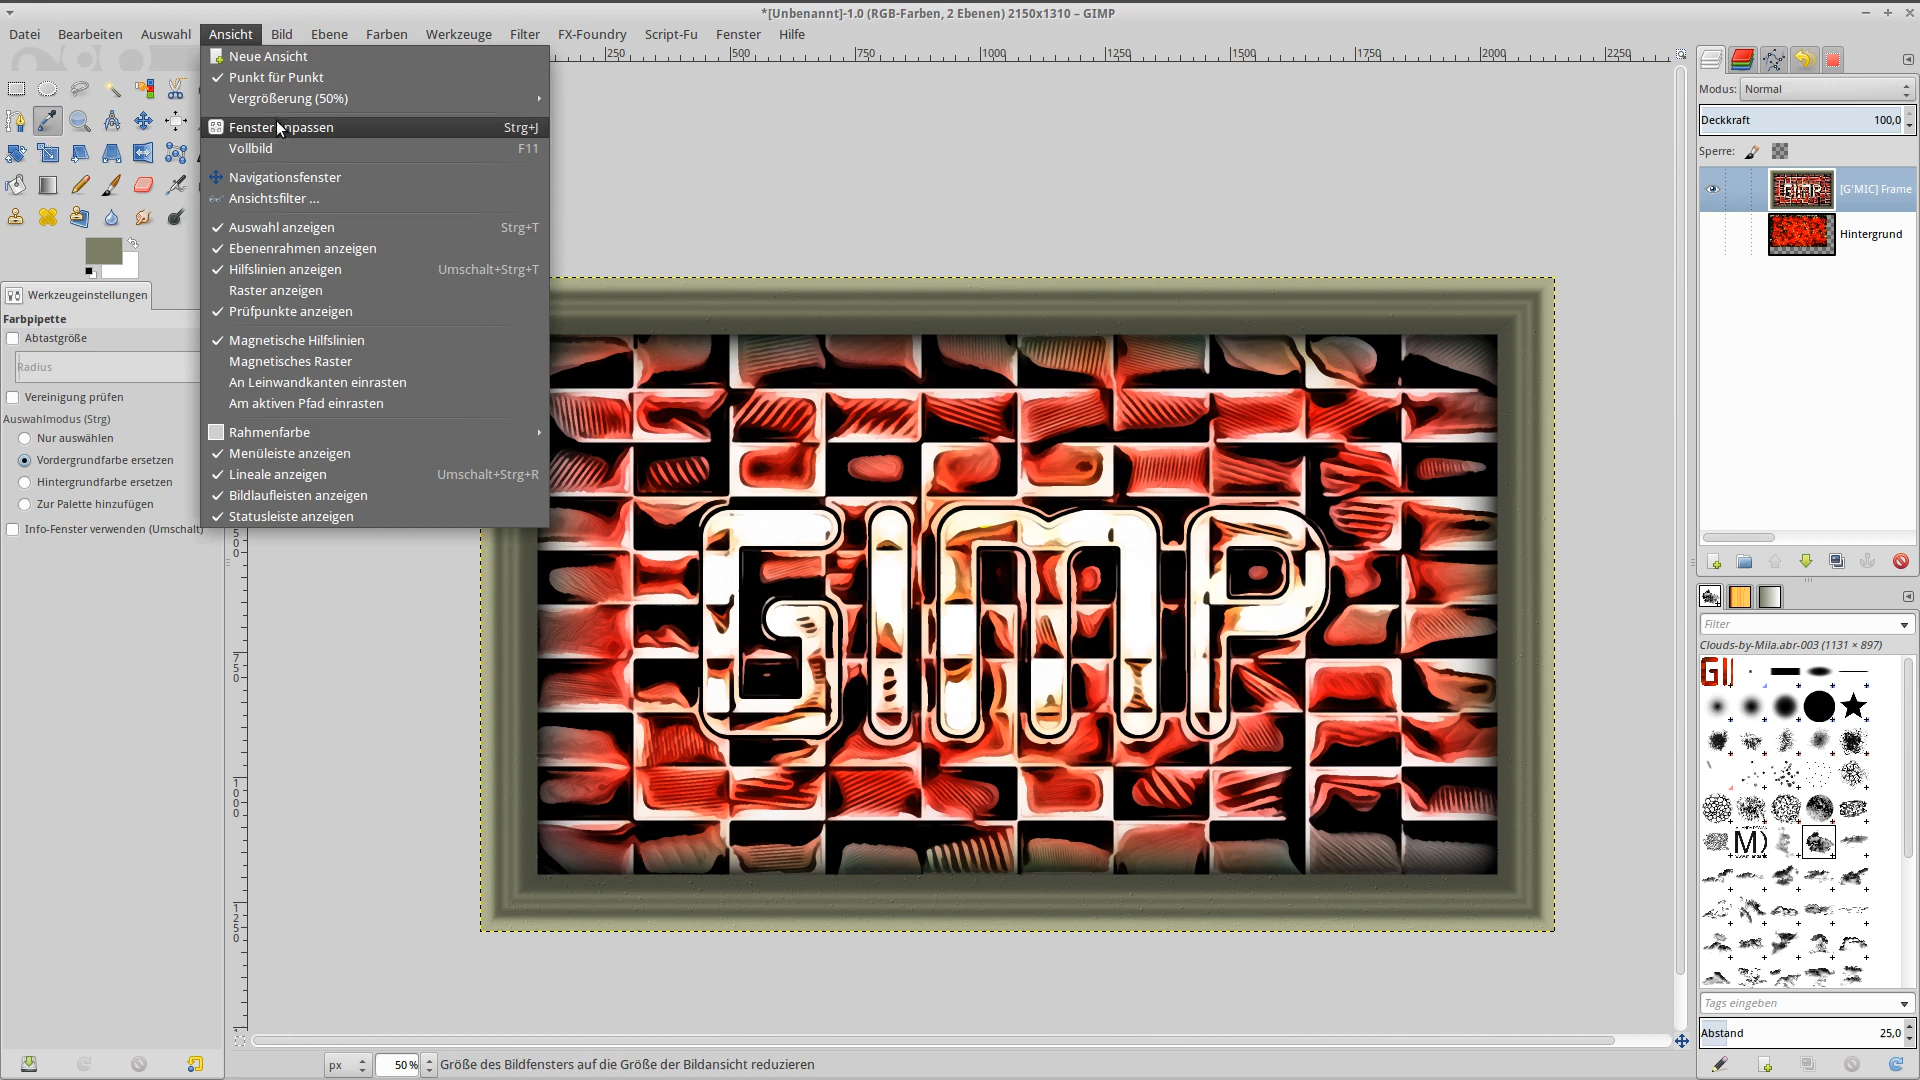 *[Unbenannt]-1.0 (RGB-Farben, 2 Ebenen) 2150x1310 – GIMP
Datei Bearbeiten Auswahl Ansicht Bild Ebene Farben Werkzeuge Filter FX-Foundry Script-Fu Fenster Hilfe
Neue Ansicht
Punkt für Punkt
Vergrößerung (50%)
Fenster anpassen Strg+J
Vollbild F11
Navigationsfenster
Ansichtsfilter ...
Auswahl anzeigen Strg+T
Ebenenrahmen anzeigen
Hilfslinien anzeigen Umschalt+Strg+T
Raster anzeigen
Prüfpunkte anzeigen
Magnetische Hilfslinien
Magnetisches Raster
An Leinwandkanten einrasten
Am aktiven Pfad einrasten
Rahmenfarbe
Menüleiste anzeigen
Lineale anzeigen Umschalt+Strg+R
Bildlaufleisten anzeigen
Statusleiste anzeigen
Werkzeugeinstellungen
Farbpipette
Abtastgröße
Radius
Vereinigung prüfen
Auswahlmodus (Strg)
Nur auswählen
Vordergrundfarbe ersetzen
Hintergrundfarbe ersetzen
Zur Palette hinzufügen
Info-Fenster verwenden (Umschalt)
250 500 750 1000 1250 1500 1750 2000 2250
500
750
1000
1250
GIMP
px 50 % Größe des Bildfensters auf die Größe der Bildansicht reduzieren
Modus: Normal
Deckkraft 100,0
Sperre:
[G'MIC] Frame
Hintergrund
Filter
Clouds-by-Mila.abr-003 (1131 × 897)
GI
M)
Tags eingeben
Abstand 25,0